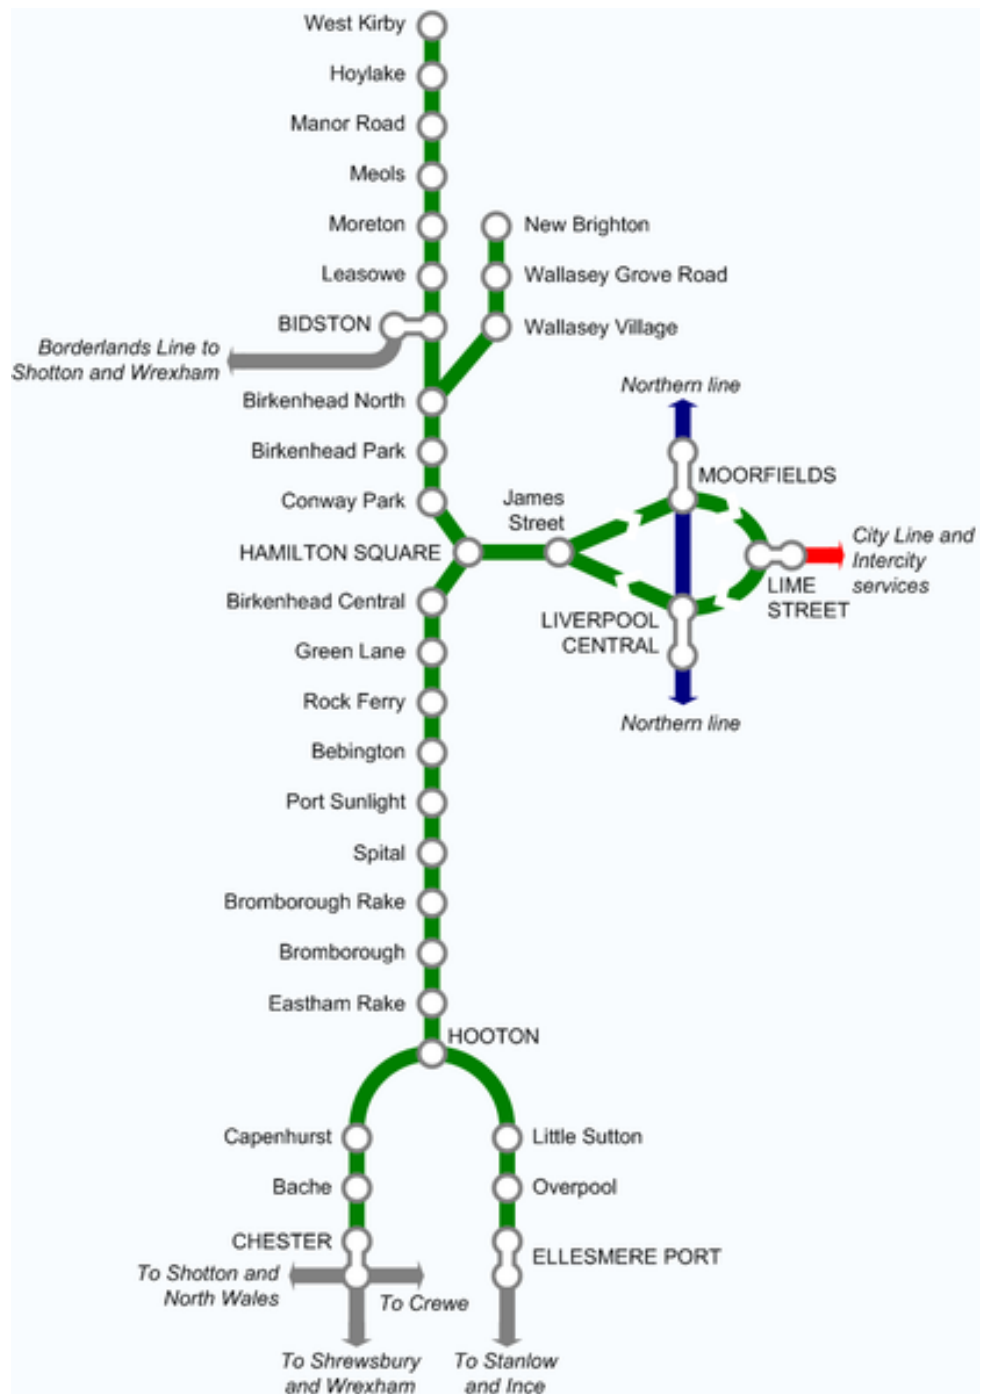 West Kirby
Hoylake
Manor Road
Meols
Moreton
New Brighton
Leasowe
Wallasey Grove Road
BIDSTON
Wallasey Village
Borderlands Line to
Shotton and Wrexham
Birkenhead North
Northern line
Birkenhead Park
MOORFIELDS
Conway Park
James
Street
HAMILTON SQUARE
City Line and
Intercity
services
LIME
STREET
Birkenhead Central
LIVERPOOL
CENTRAL
Green Lane
Rock Ferry
Northern line
Bebington
Port Sunlight
Spital
Bromborough Rake
Bromborough
Eastham Rake
HOOTON
Capenhurst
Little Sutton
Bache
Overpool
CHESTER
ELLESMERE PORT
To Shotton and
North Wales
To Crewe
To Shrewsbury
and Wrexham
To Stanlow
and Ince